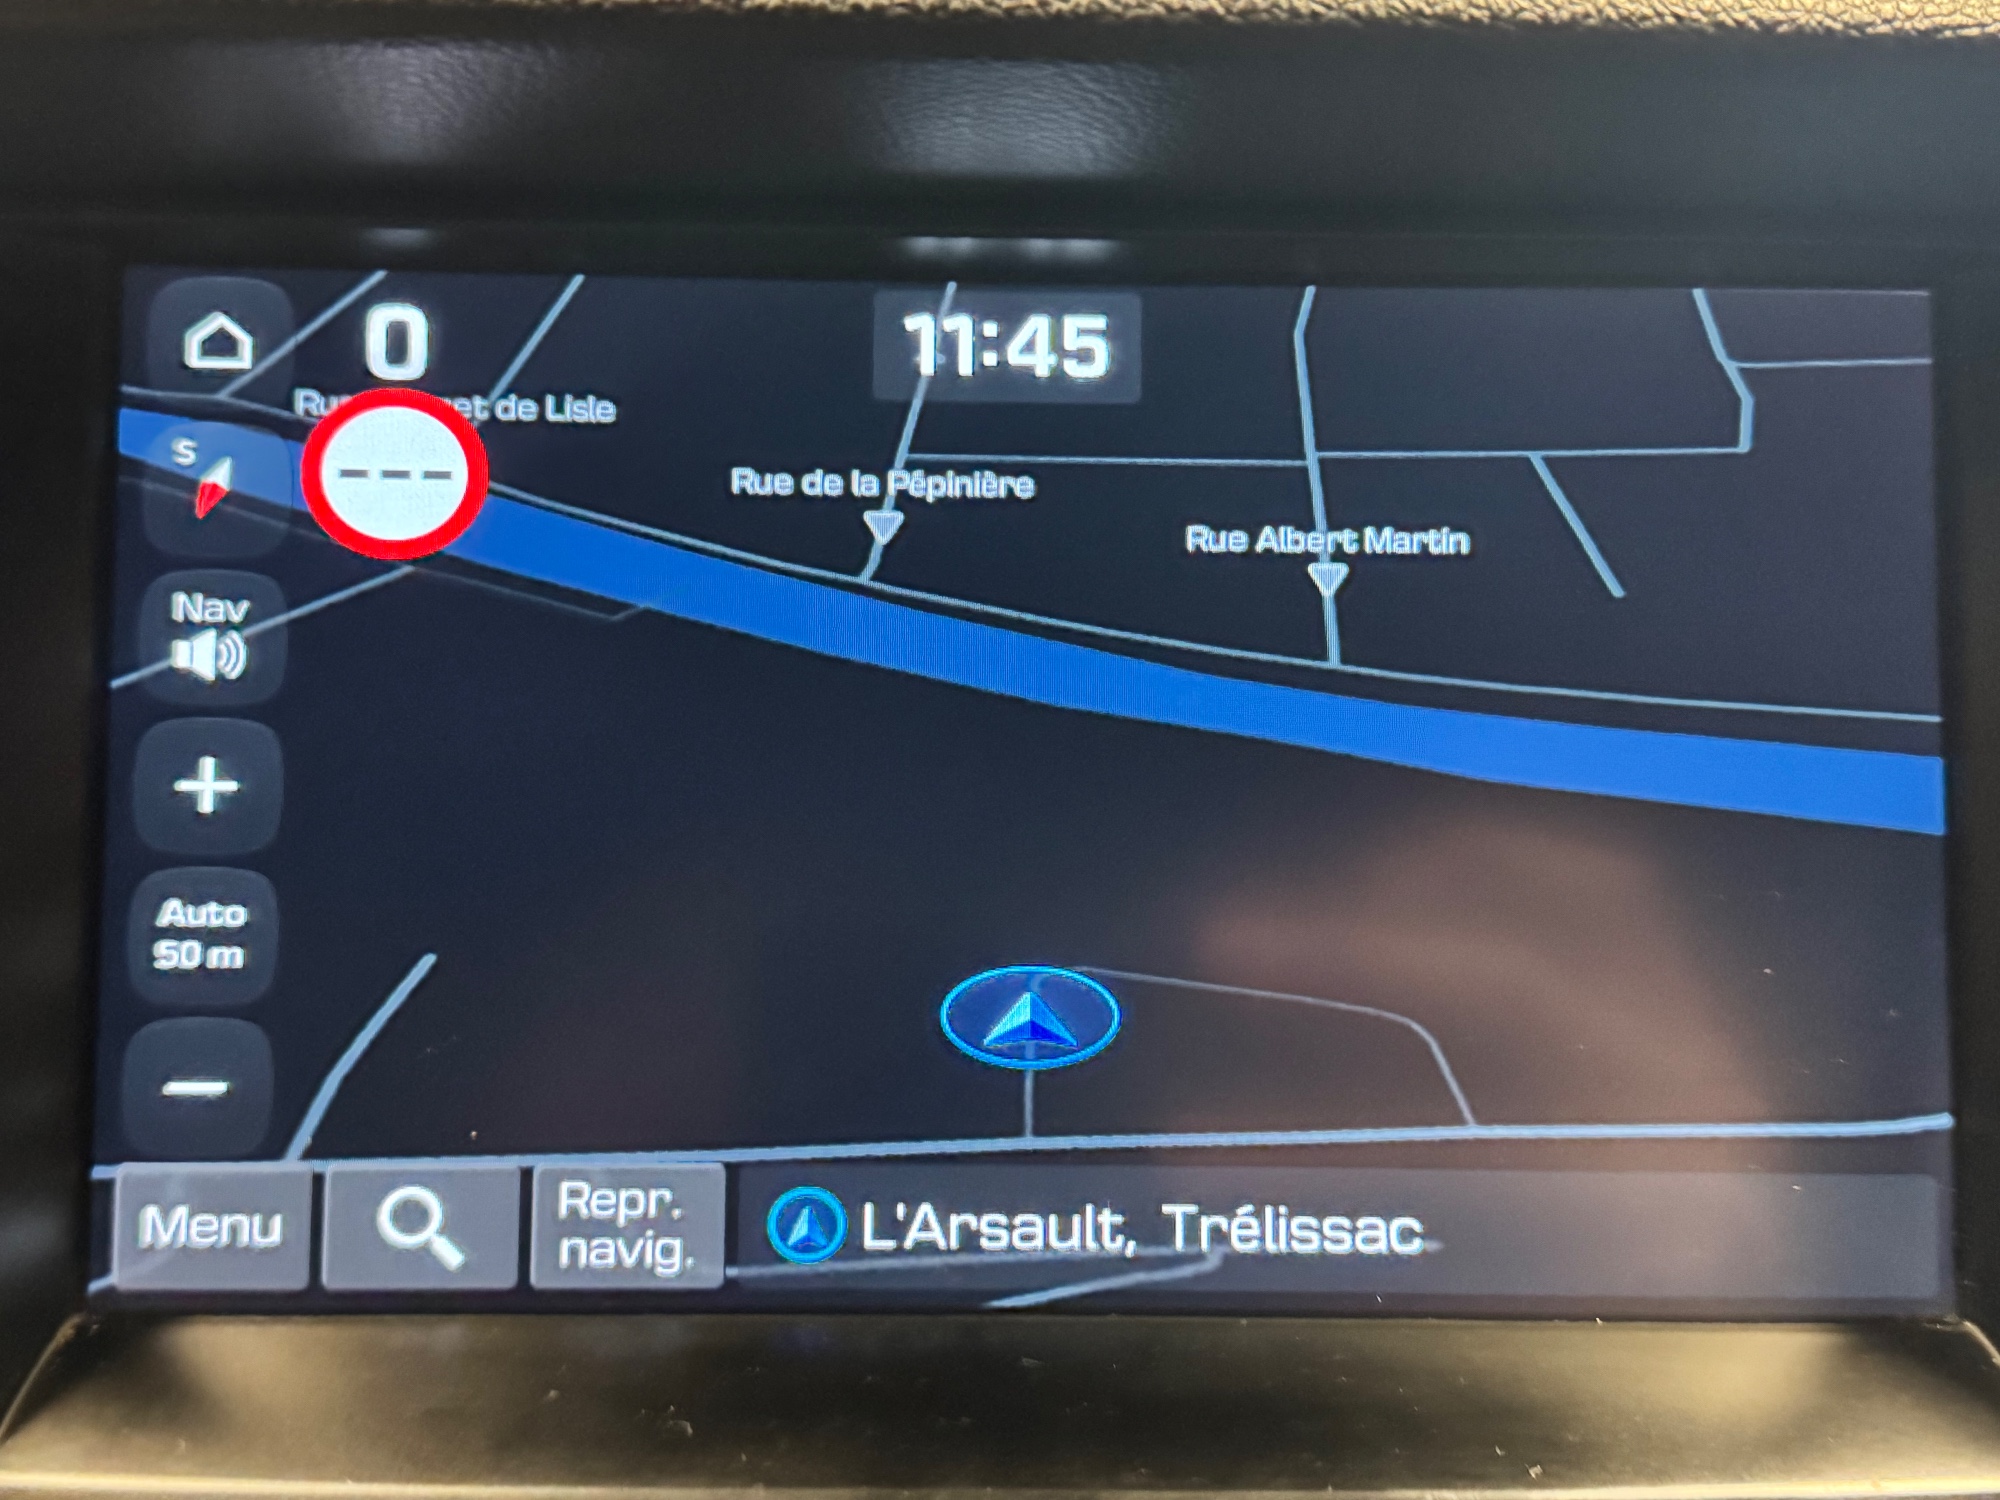 0
11:45
et de Lisle
S
Rue de la Pépinière
Rue Albert Martin
Nav
Auto
50 m
Menu
Repr.
navig.
L'Arsault, Trélissac